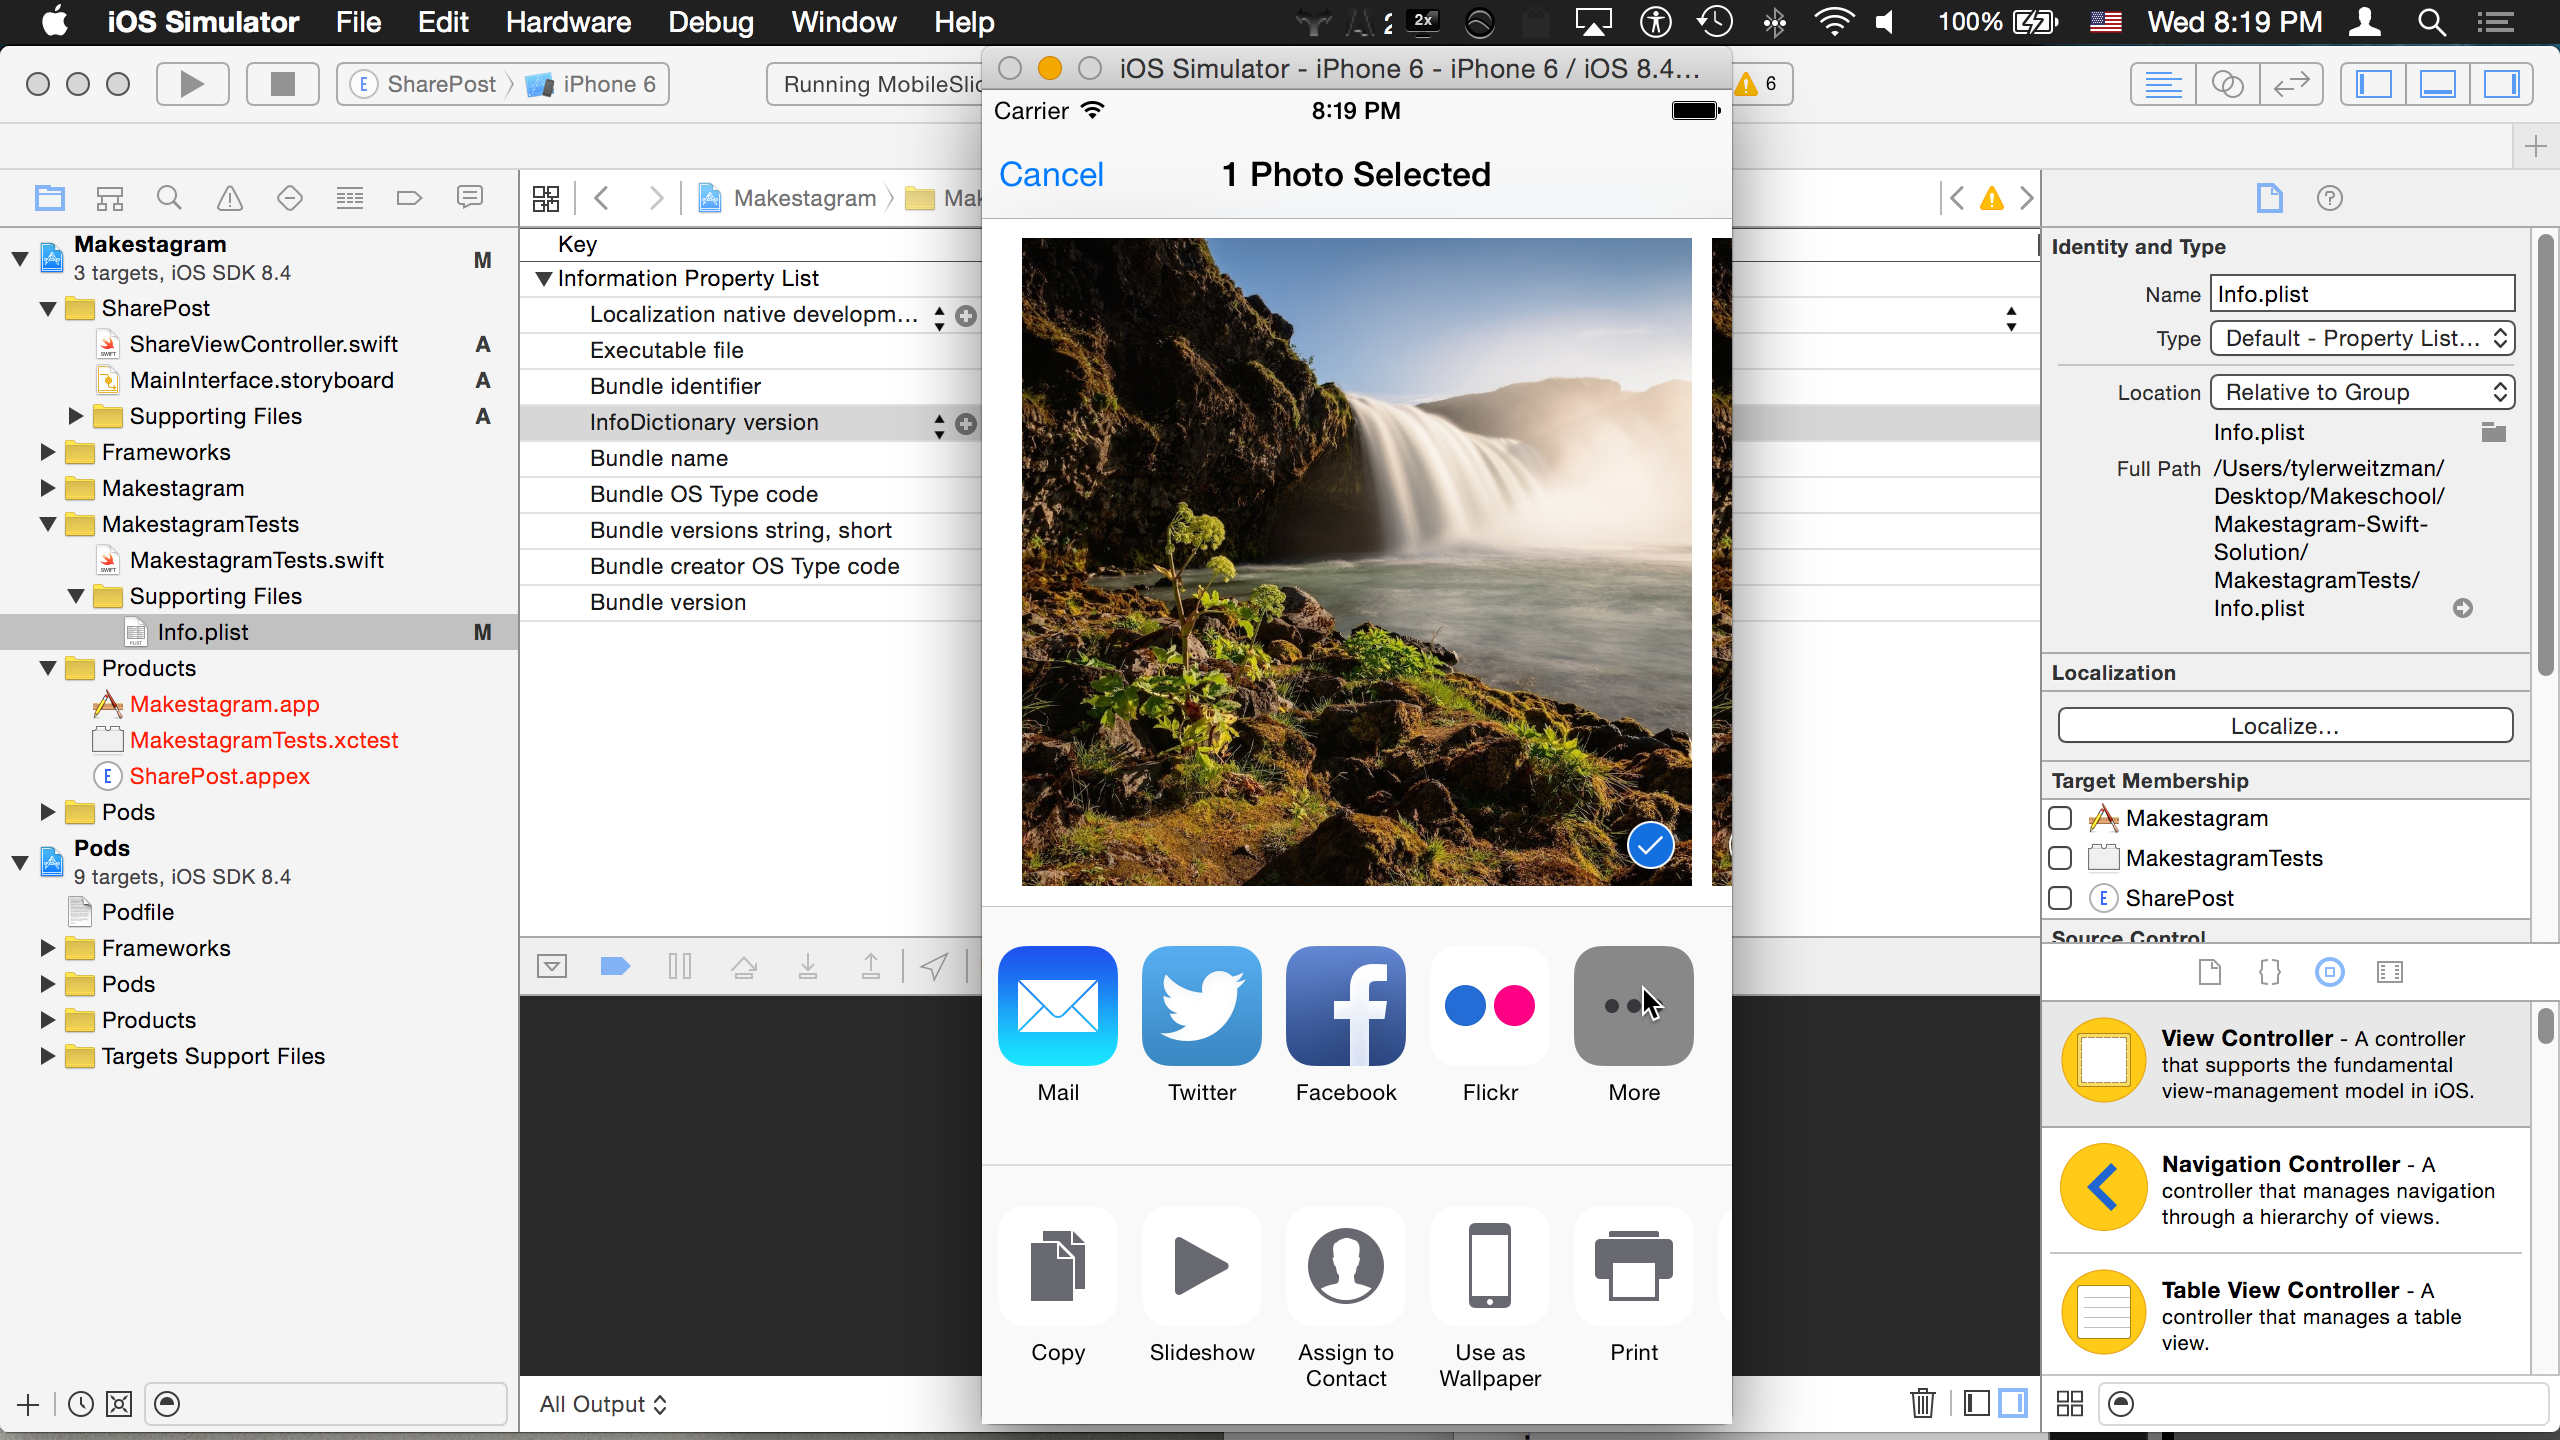 iOS Simulator File Edit Hardware Debug Window Help 2x 100% Wed 8:19 PM
SharePost iPhone 6
Running MobileSlid
iOS Simulator - iPhone 6 - iPhone 6 / iOS 8.4...
6
Carrier 8:19 PM
Cancel 1 Photo Selected
Makestagram
3 targets, iOS SDK 8.4
M
SharePost
ShareViewController.swift A
MainInterface.storyboard A
Supporting Files A
Frameworks
Makestagram
MakestagramTests
MakestagramTests.swift
Supporting Files
Info.plist M
Products
Makestagram.app
MakestagramTests.xctest
SharePost.appex
Pods
Pods
9 targets, iOS SDK 8.4
Podfile
Frameworks
Pods
Products
Targets Support Files
Makestagram Mak
Key
Information Property List
Localization native developm...
Executable file
Bundle identifier
InfoDictionary version
Bundle name
Bundle OS Type code
Bundle versions string, short
Bundle creator OS Type code
Bundle version
All Output
Mail Twitter Facebook Flickr More
Copy Slideshow Assign to Contact Use as Wallpaper Print
Identity and Type
Name Info.plist
Type Default - Property List...
Location Relative to Group
Info.plist
Full Path /Users/tylerweitzman/
Desktop/Makeschool/
Makestagram-Swift-
Solution/
MakestagramTests/
Info.plist
Localization
Localize...
Target Membership
Makestagram
MakestagramTests
SharePost
Source Control
View Controller - A controller
that supports the fundamental
view-management model in iOS.
Navigation Controller - A
controller that manages navigation
through a hierarchy of views.
Table View Controller - A
controller that manages a table
view.